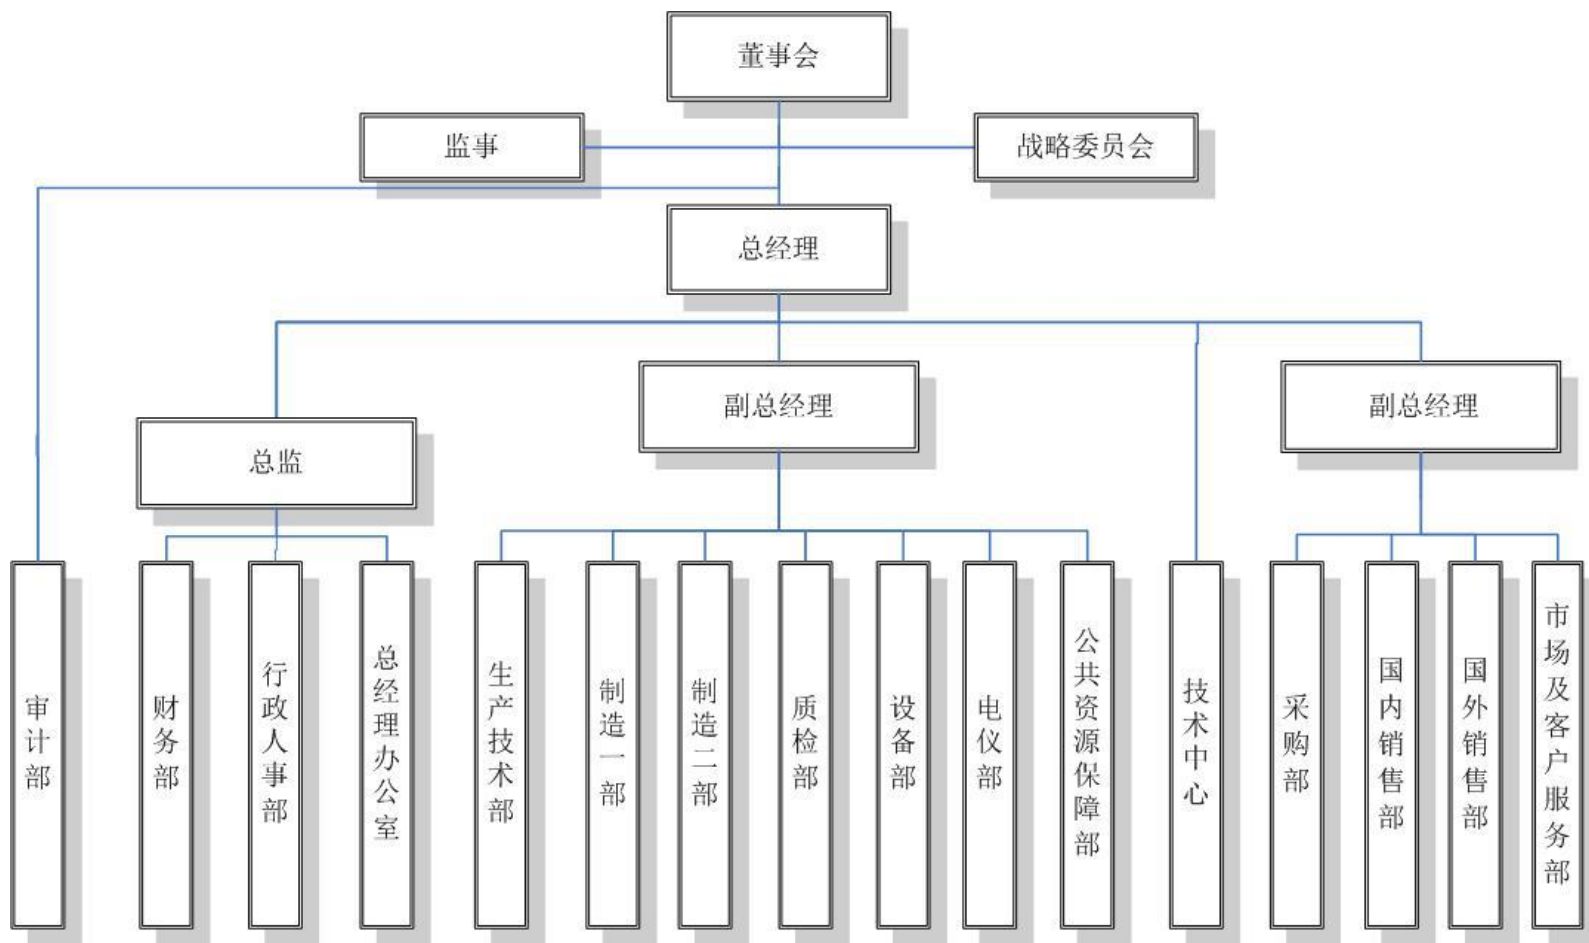 董事会
监事
战略委员会
总经理
副总经理
副总经理
总监
审计部
财务部
行政人事部
总经理办公室
生产技术部
制造一部
制造二部
质检部
设备部
电仪部
公共资源保障部
技术中心
采购部
国内销售部
国外销售部
市场及客户服务部